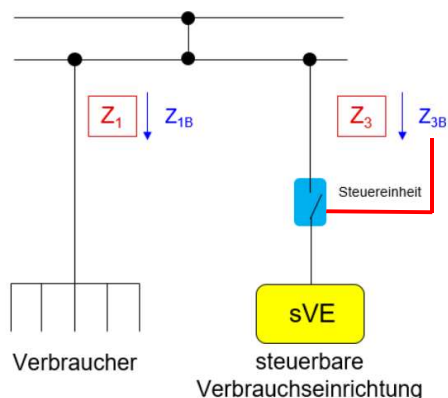 Z1 Z1B
Z3 Z3B
Steuereinheit
sVE
Verbraucher
steuerbare
Verbrauchseinrichtung